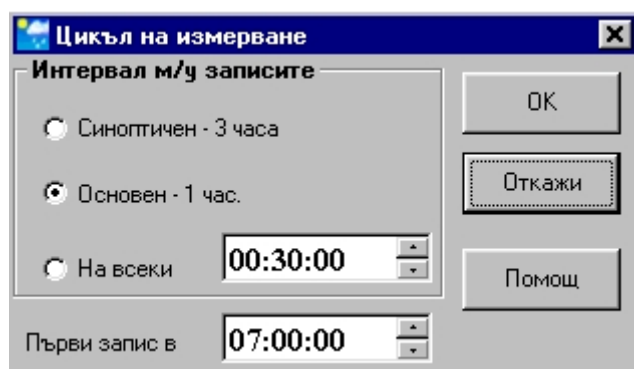 Цикъл на измерване
Интервал м/у записите
Синоптичен - 3 часа
Основен - 1 час.
На всеки 00:30:00
Първи запис в 07:00:00
OK
Откажи
Помощ